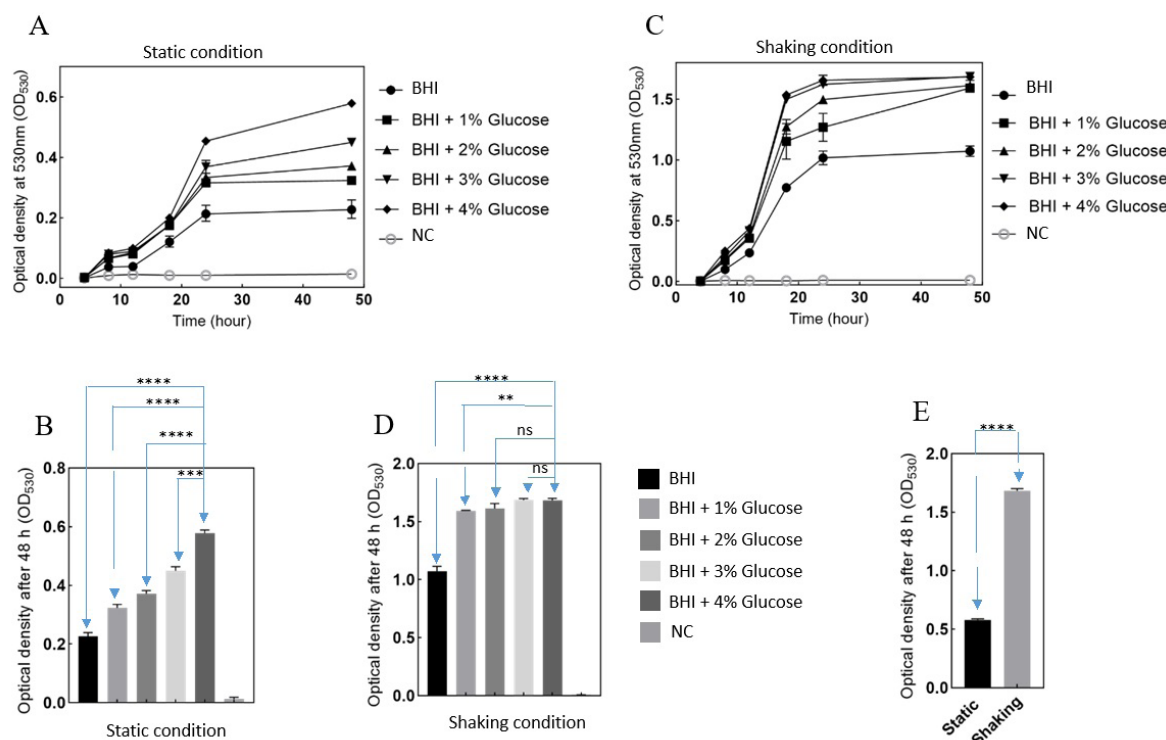 A
Static condition
Optical density at 530nm (OD530)
0.6
0.4
0.2
0.0
0 10 20 30 40 50
Time (hour)
BHI
BHI + 1% Glucose
BHI + 2% Glucose
BHI + 3% Glucose
BHI + 4% Glucose
NC
C
Shaking condition
Optical density at 530nm (OD530)
1.5
1.0
0.5
0.0
0 10 20 30 40 50
Time (hour)
BHI
BHI + 1% Glucose
BHI + 2% Glucose
BHI + 3% Glucose
BHI + 4% Glucose
NC
B
****
****
****
***
Optical density after 48 h (OD530)
0.8
0.6
0.4
0.2
0.0
Static condition
D
****
**
ns
ns
Optical density after 48 h (OD530)
2.0
1.5
1.0
0.5
0.0
Shaking condition
BHI
BHI + 1% Glucose
BHI + 2% Glucose
BHI + 3% Glucose
BHI + 4% Glucose
NC
E
****
Optical density after 48 h (OD530)
2.0
1.5
1.0
0.5
0.0
Static
Shaking